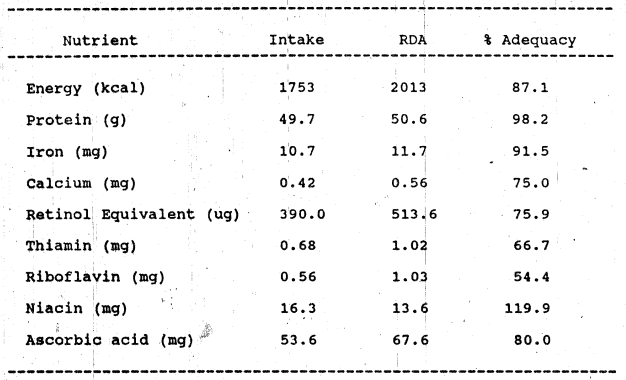 Nutrient Intake RDA % Adequacy
Energy (kcal) 1753 2013 87.1
Protein (g) 49.7 50.6 98.2
Iron (mg) 10.7 11.7 91.5
Calcium (mg) 0.42 0.56 75.0
Retinol Equivalent (ug) 390.0 513.6 75.9
Thiamin (mg) 0.68 1.02 66.7
Riboflavin (mg) 0.56 1.03 54.4
Niacin (mg) 16.3 13.6 119.9
Ascorbic acid (mg) 53.6 67.6 80.0